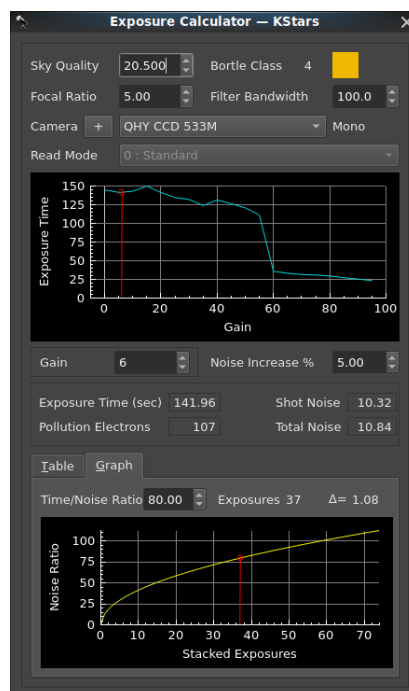 Exposure Calculator — KStars
Sky Quality 20.500 Bortle Class 4
Focal Ratio 5.00 Filter Bandwidth 100.0
Camera + QHY CCD 533M Mono
Read Mode 0 : Standard
Exposure Time
150
125
100
75
50
25
0
0 20 40 60 80 100
Gain
Gain 6 Noise Increase % 5.00
Exposure Time (sec) 141.96 Shot Noise 10.32
Pollution Electrons 107 Total Noise 10.84
Table Graph
Time/Noise Ratio 80.00 Exposures 37 Δ= 1.08
Noise Ratio
100
75
50
25
0
0 10 20 30 40 50 60 70
Stacked Exposures